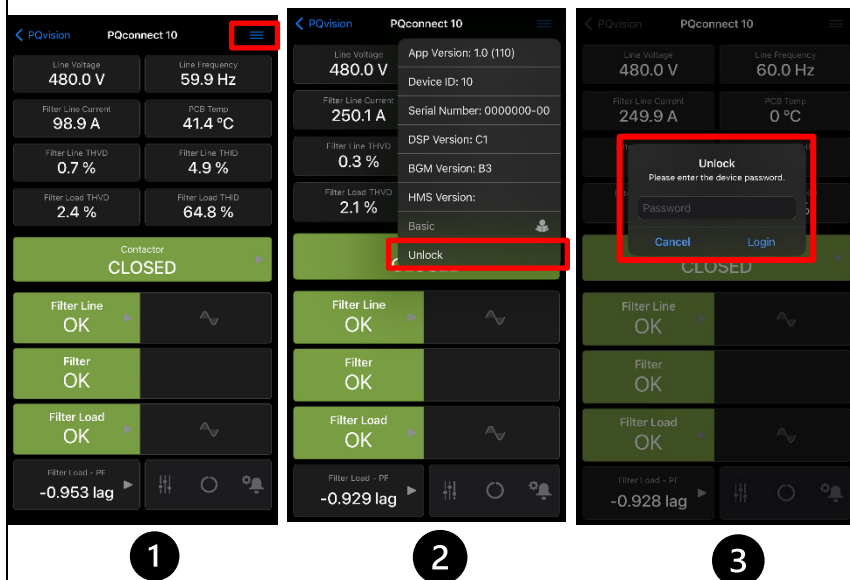 PQvision PQconnect 10
Line Voltage
480.0 V
Line Frequency
59.9 Hz
Filter Line Current
98.9 A
PCB Temp
41.4 °C
Filter Line THVD
0.7 %
Filter Line THID
4.9 %
Filter Load THVD
2.4 %
Filter Load THID
64.8 %
Contactor
CLOSED
Filter Line
OK
Filter
OK
Filter Load
OK
Filter Load - PF
-0.953 lag
1
PQvision PQconnect 10
Line Voltage
480.0 V
Filter Line Current
250.1 A
Filter Line THVD
0.3 %
Filter Load THVD
2.1 %
App Version: 1.0 (110)
Device ID: 10
Serial Number: 0000000-00
DSP Version: C1
BGM Version: B3
HMS Version:
Basic
Unlock
Filter Line
OK
Filter
OK
Filter Load
OK
Filter Load - PF
-0.929 lag
2
PQvision PQconnect 10
Line Voltage
480.0 V
Line Frequency
60.0 Hz
Filter Line Current
249.9 A
PCB Temp
0 °C
Unlock
Please enter the device password.
Password
Cancel Login
CLOSED
Filter Line
OK
Filter
OK
Filter Load
OK
Filter Load - PF
-0.928 lag
3